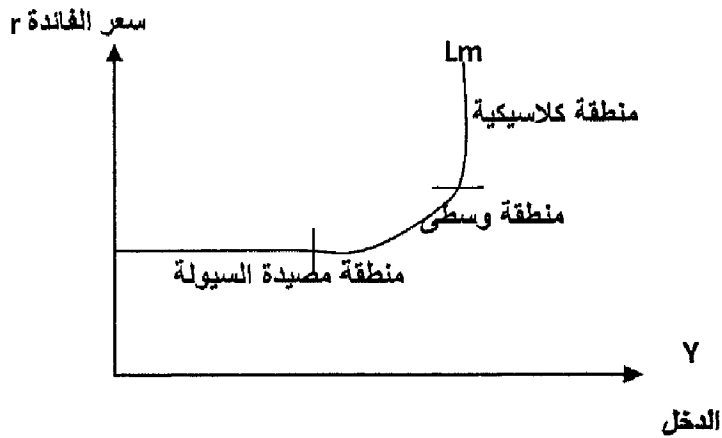 سعر الفائدة r
Lm
منطقة كلاسيكية
منطقة وسطى
منطقة مصيدة السيولة
Y
الدخل